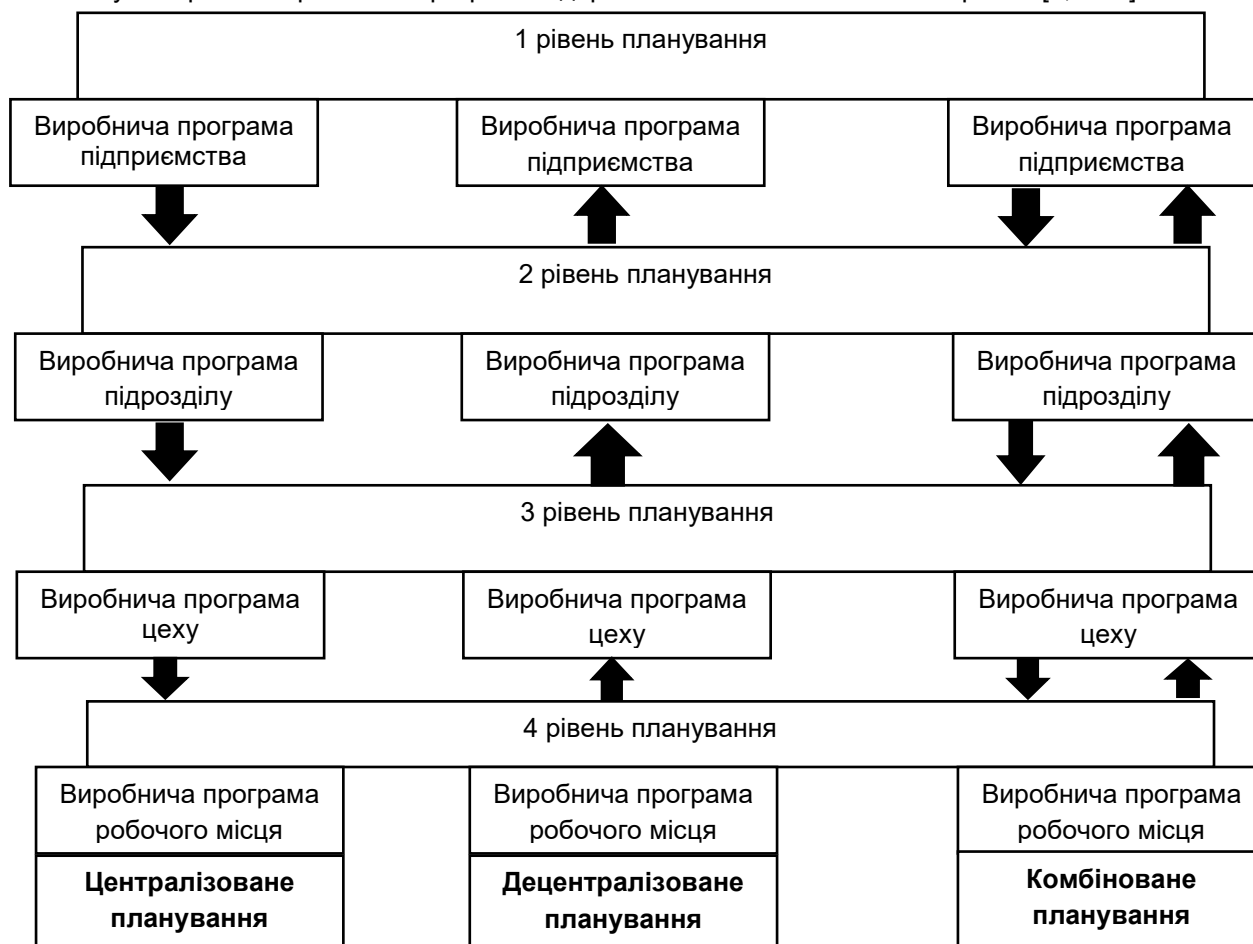 1 рівень планування
Виробнича програма
підприємства
Виробнича програма
підприємства
Виробнича програма
підприємства
2 рівень планування
Виробнича програма
підрозділу
Виробнича програма
підрозділу
Виробнича програма
підрозділу
3 рівень планування
Виробнича програма
цеху
Виробнича програма
цеху
Виробнича програма
цеху
4 рівень планування
Виробнича програма
робочого місця
Виробнича програма
робочого місця
Виробнича програма
робочого місця
Централізоване
планування
Децентралізоване
планування
Комбіноване
планування